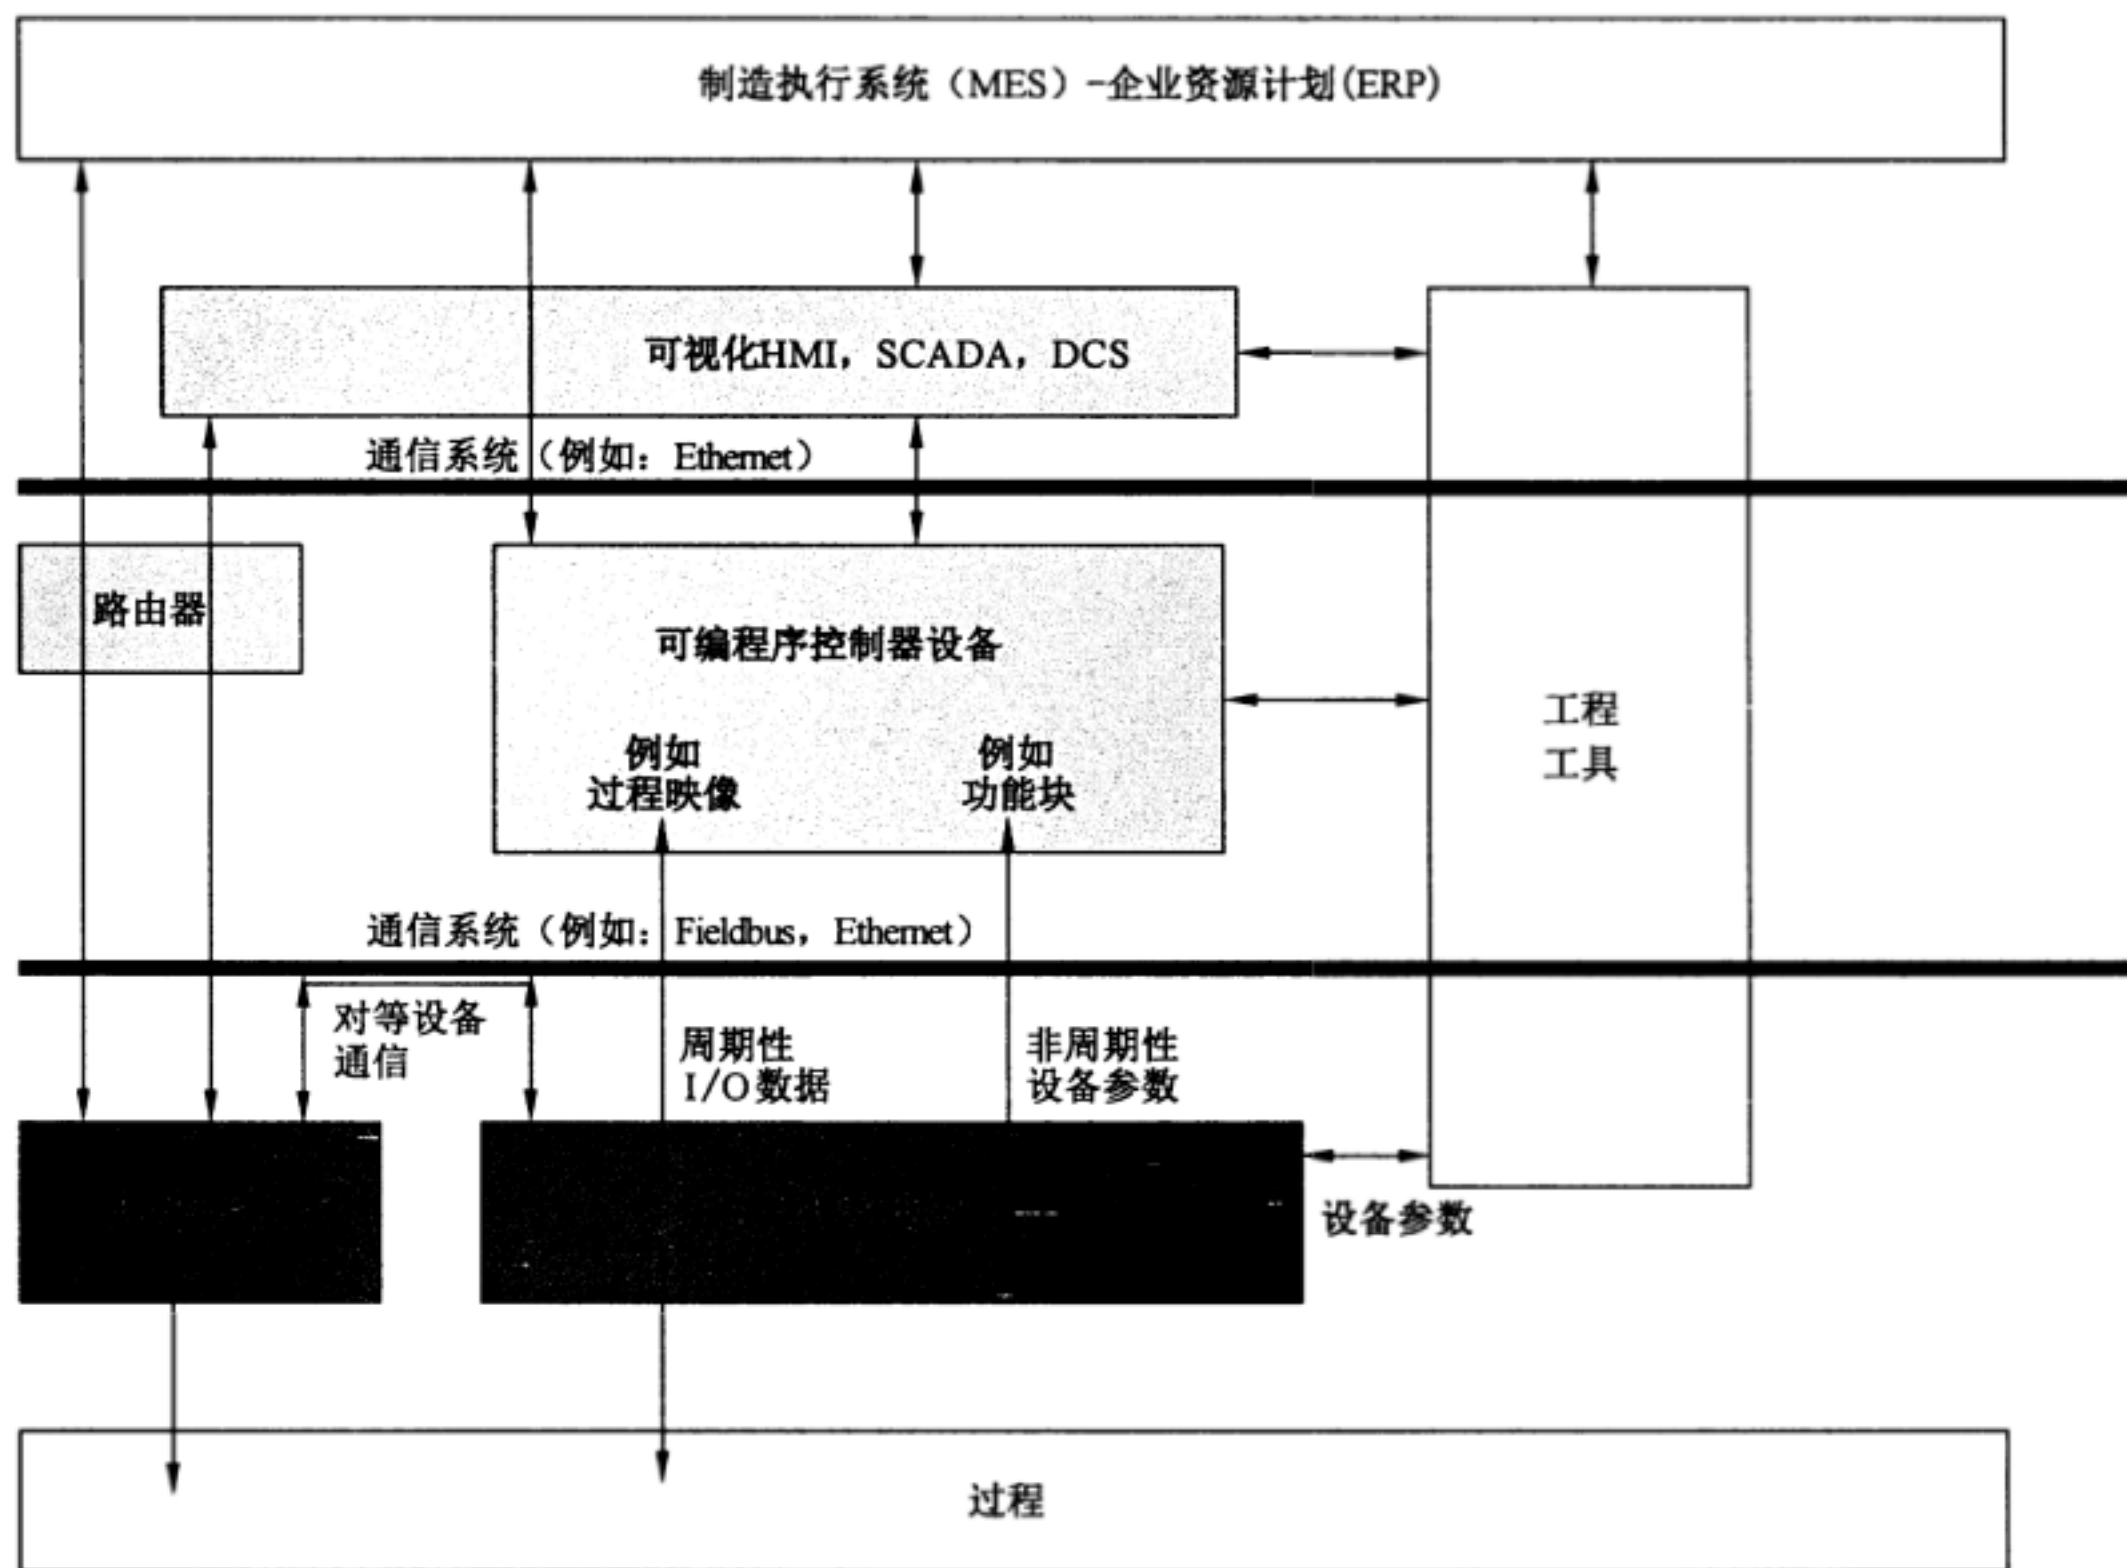 制造执行系统（MES）-企业资源计划(ERP)
可视化HMI，SCADA，DCS
通信系统（例如：Ethernet）
路由器
可编程序控制器设备
例如
过程映像
例如
功能块
工程
工具
通信系统（例如：Fieldbus，Ethernet）
对等设备
通信
周期性
I/O数据
非周期性
设备参数
设备参数
过程